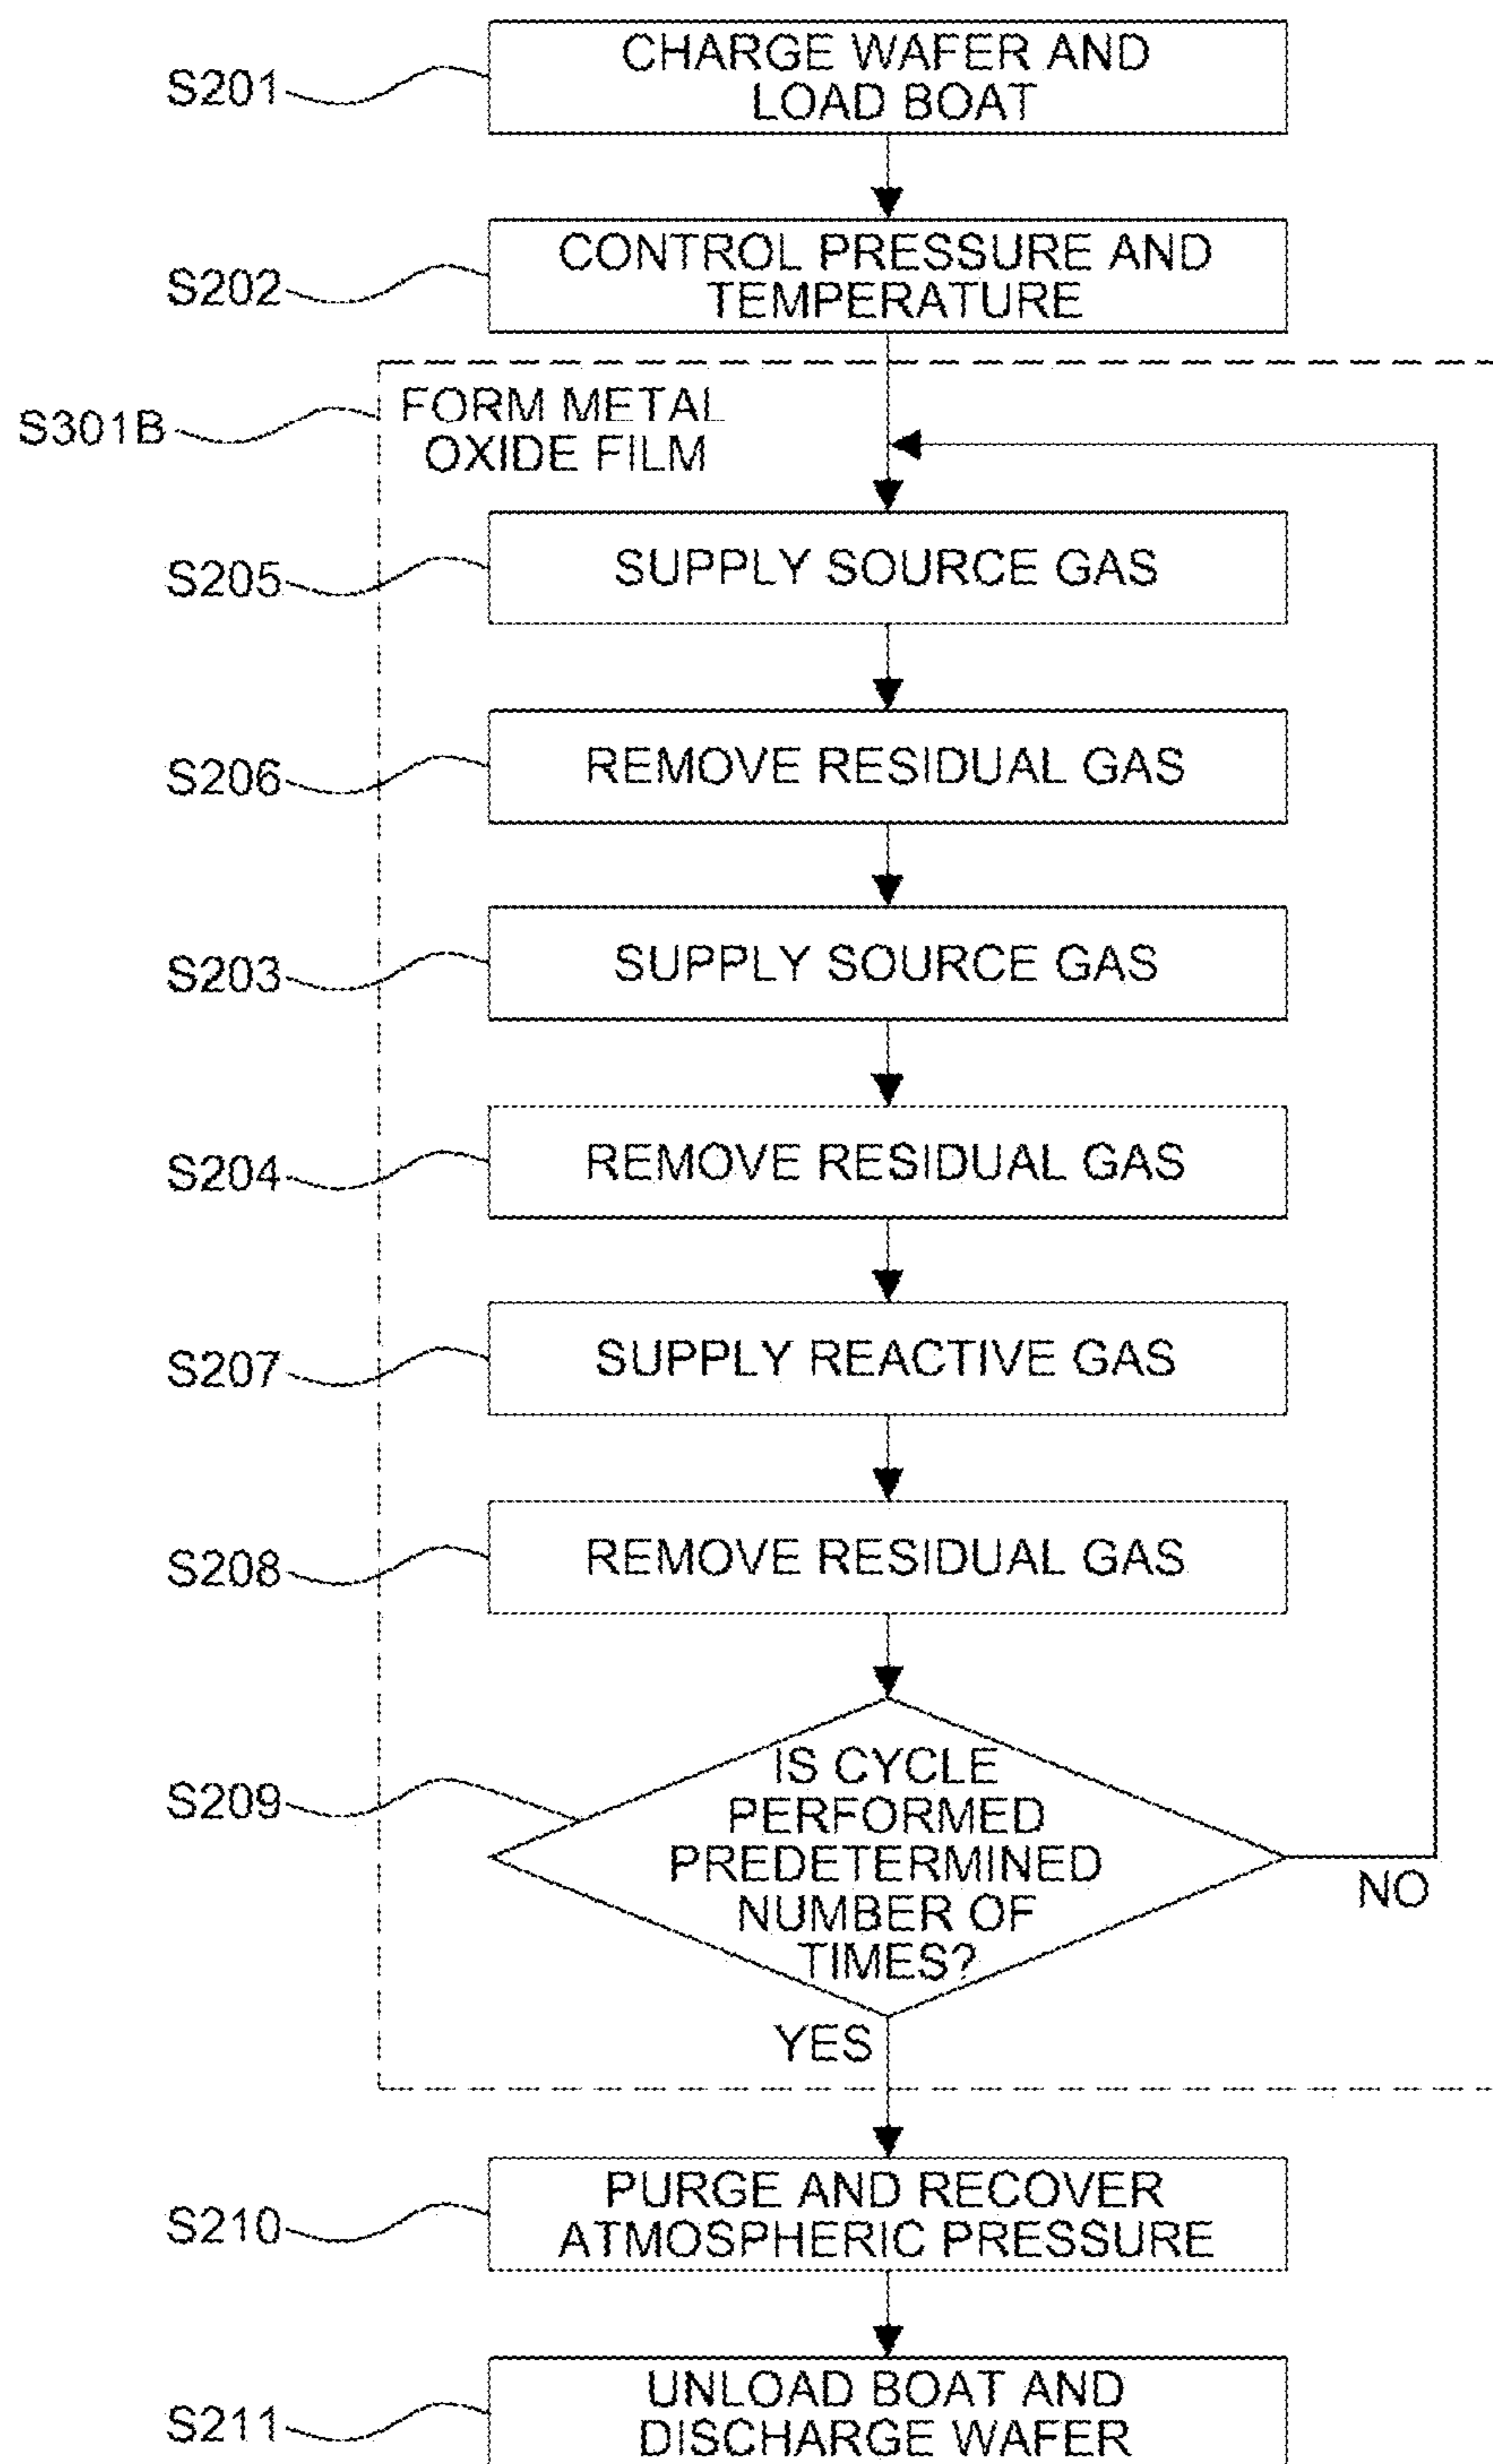 S201
CHARGE WAFER AND
LOAD BOAT
S202
CONTROL PRESSURE AND
TEMPERATURE
S301B
FORM METAL
OXIDE FILM
S205
SUPPLY SOURCE GAS
S206
REMOVE RESIDUAL GAS
S203
SUPPLY SOURCE GAS
S204
REMOVE RESIDUAL GAS
S207
SUPPLY REACTIVE GAS
S208
REMOVE RESIDUAL GAS
S209
IS CYCLE
PERFORMED
PREDETERMINED
NUMBER OF
TIMES?
NO
YES
S210
PURGE AND RECOVER
ATMOSPHERIC PRESSURE
S211
UNLOAD BOAT AND
DISCHARGE WAFER